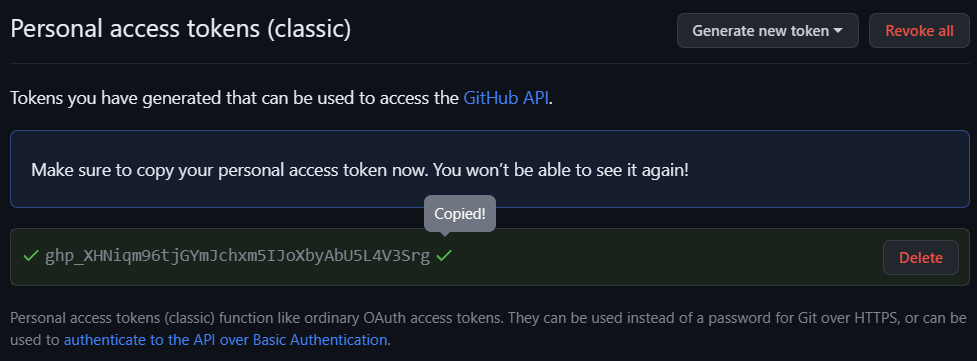 Personal access tokens (classic)
Generate new token
Revoke all
Tokens you have generated that can be used to access the GitHub API.
Make sure to copy your personal access token now. You won’t be able to see it again!
Copied!
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
Delete
Personal access tokens (classic) function like ordinary OAuth access tokens. They can be used instead of a password for Git over HTTPS, or can be
used to authenticate to the API over Basic Authentication.